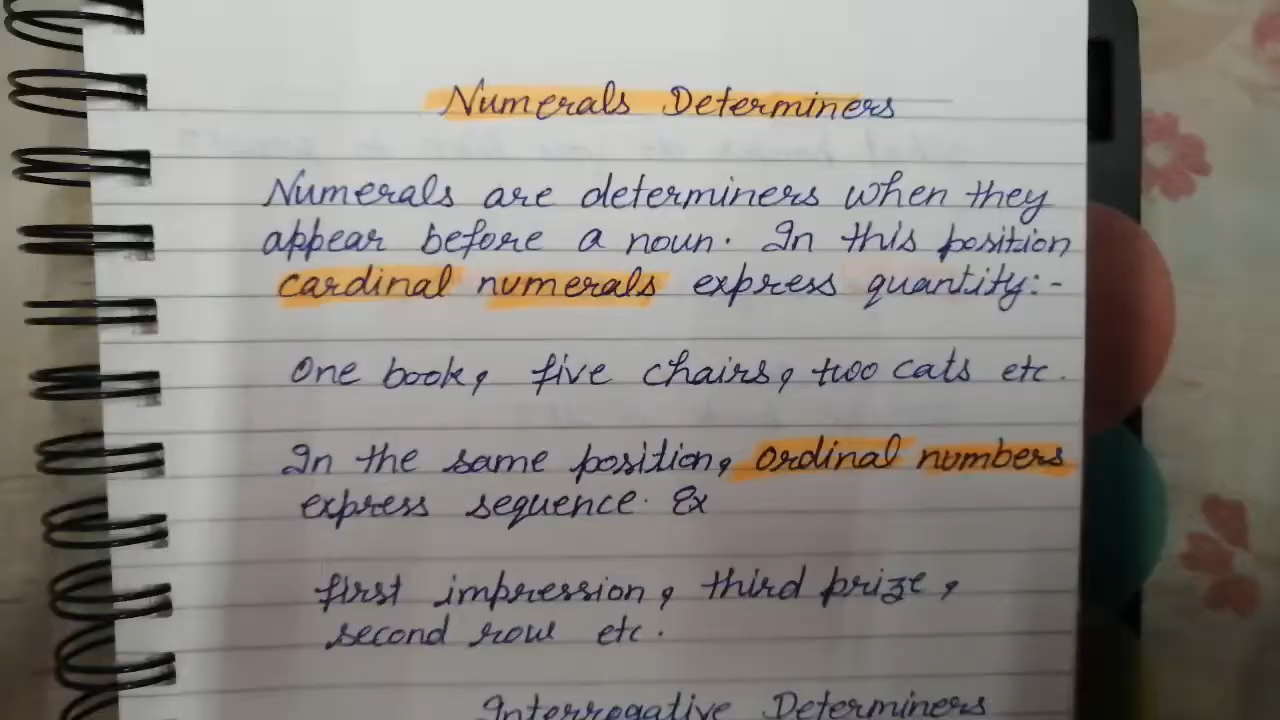 Numerals Determiners
Numerals are determiners when they
appear before a noun. In this position
cardinal numerals express quantity:-
One book, five chairs, two cats etc.
In the same position, ordinal numbers
express sequence. Ex
first impression, third prize,
second row etc.
Interrogative Determiners